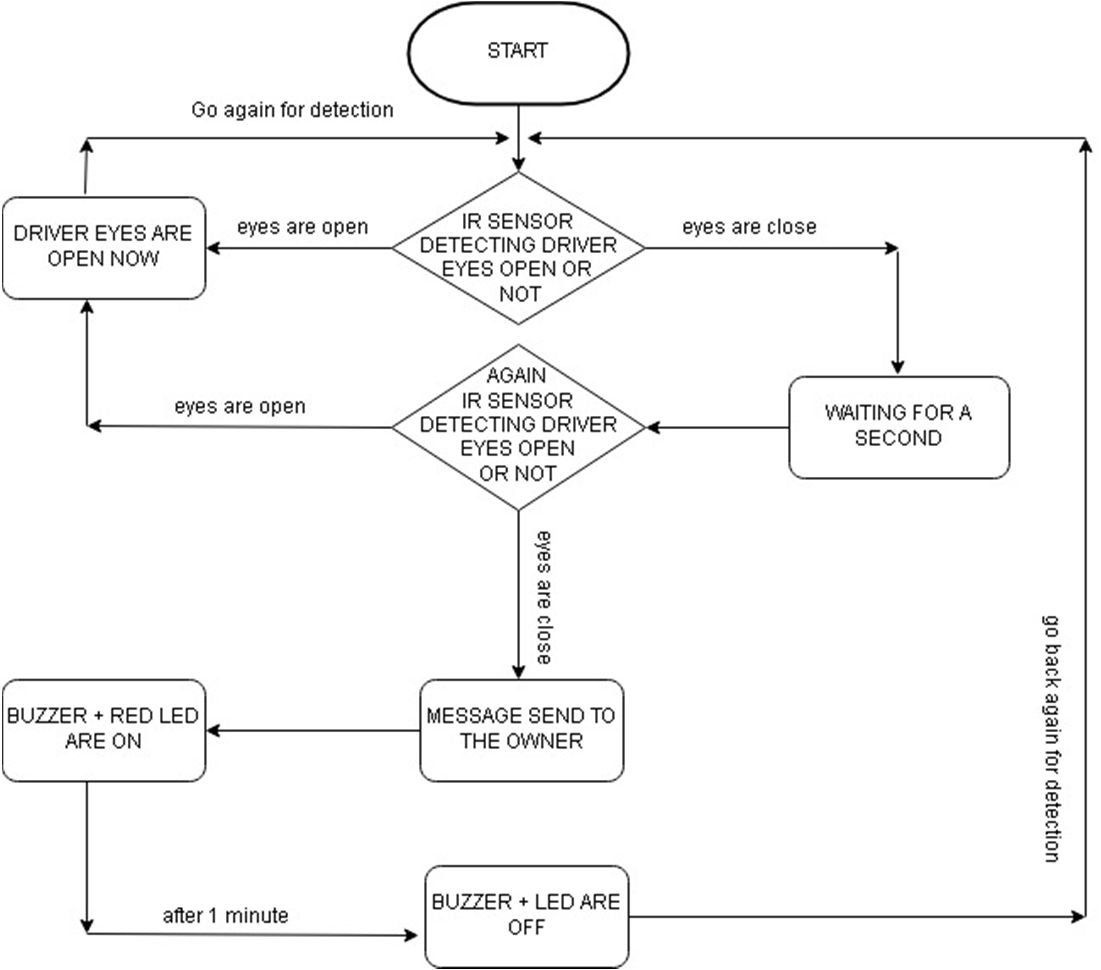 START
Go again for detection
DRIVER EYES ARE
OPEN NOW
eyes are open
IR SENSOR
DETECTING DRIVER
EYES OPEN OR
NOT
eyes are close
AGAIN
IR SENSOR
DETECTING DRIVER
EYES OPEN
OR NOT
eyes are open
WAITING FOR A
SECOND
eyes are close
BUZZER + RED LED
ARE ON
MESSAGE SEND TO
THE OWNER
go back again for detection
after 1 minute
BUZZER + LED ARE
OFF